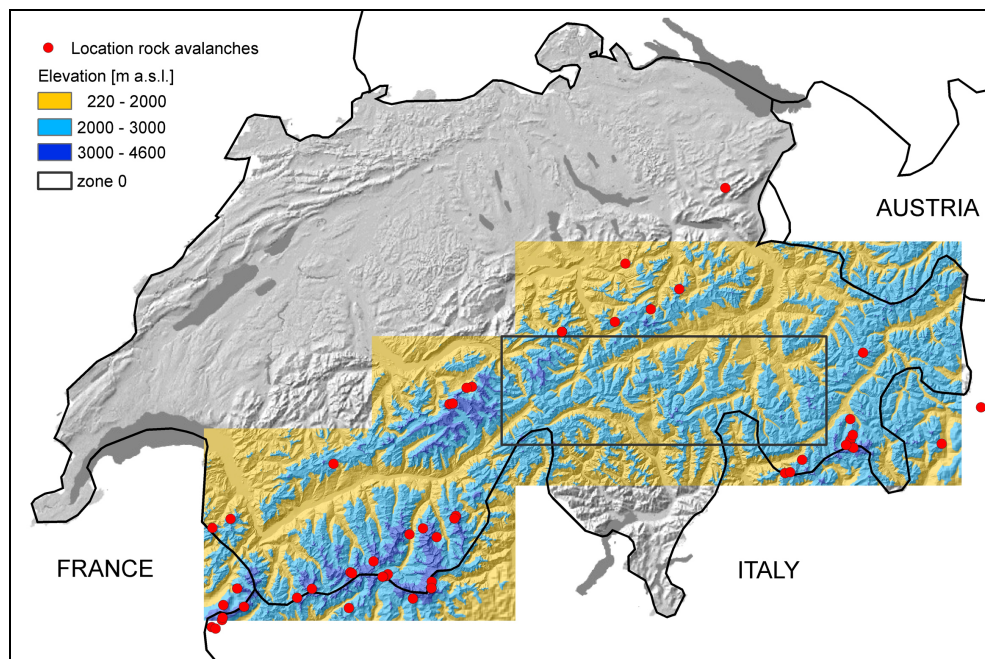 Location rock avalanches
Elevation [m a.s.l.]
220 - 2000
2000 - 3000
3000 - 4600
zone 0
AUSTRIA
FRANCE
ITALY